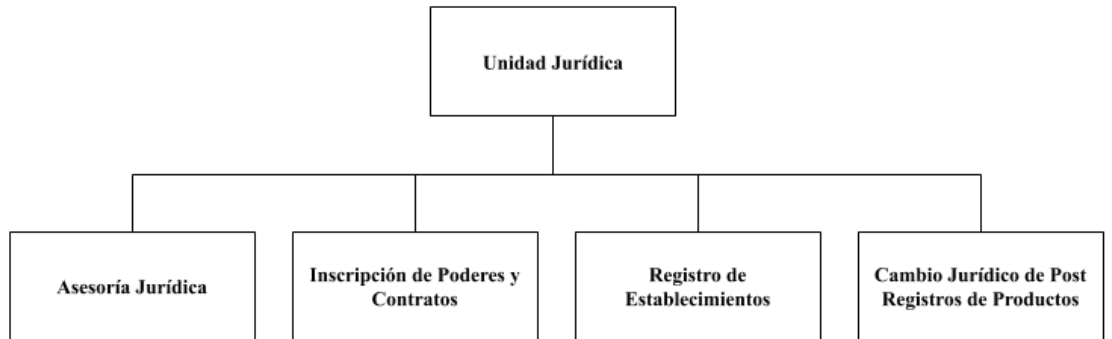 Unidad Jurídica
Asesoría Jurídica
Inscripción de Poderes y
Contratos
Registro de
Establecimientos
Cambio Jurídico de Post
Registros de Productos